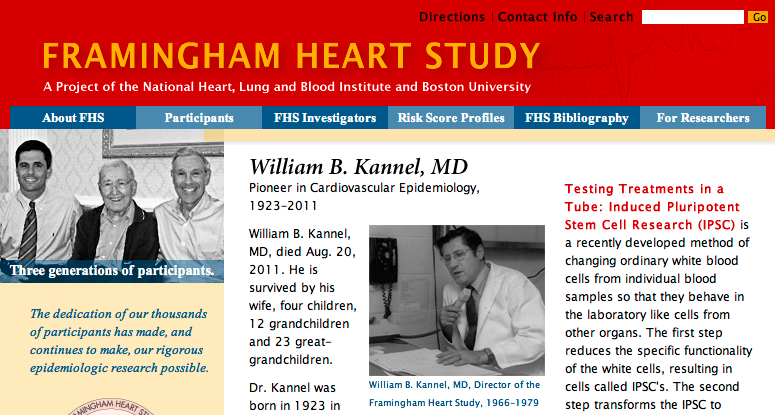 Directions | Contact Info | Search
Go
FRAMINGHAM HEART STUDY
A Project of the National Heart, Lung and Blood Institute and Boston University
About FHS
Participants
FHS Investigators
Risk Score Profiles
FHS Bibliography
For Researchers
Three generations of participants.
The dedication of our thousands
of participants has made, and
continues to make, our rigorous
epidemiologic research possible.
FRAMINGHAM HEART STUDY
William B. Kannel, MD
Pioneer in Cardiovascular Epidemiology,
1923-2011
William B. Kannel,
MD, died Aug. 20,
2011. He is
survived by his
wife, four children,
12 grandchildren
and 23 great-
grandchildren.
Dr. Kannel was
born in 1923 in
William B. Kannel, MD, Director of the
Framingham Heart Study, 1966-1979
Testing Treatments in a
Tube: Induced Pluripotent
Stem Cell Research (IPSC) is
a recently developed method of
changing ordinary white blood
cells from individual blood
samples so that they behave in
the laboratory like cells from
other organs. The first step
reduces the specific functionality
of the white cells, resulting in
cells called IPSC's. The second
step transforms the IPSC to